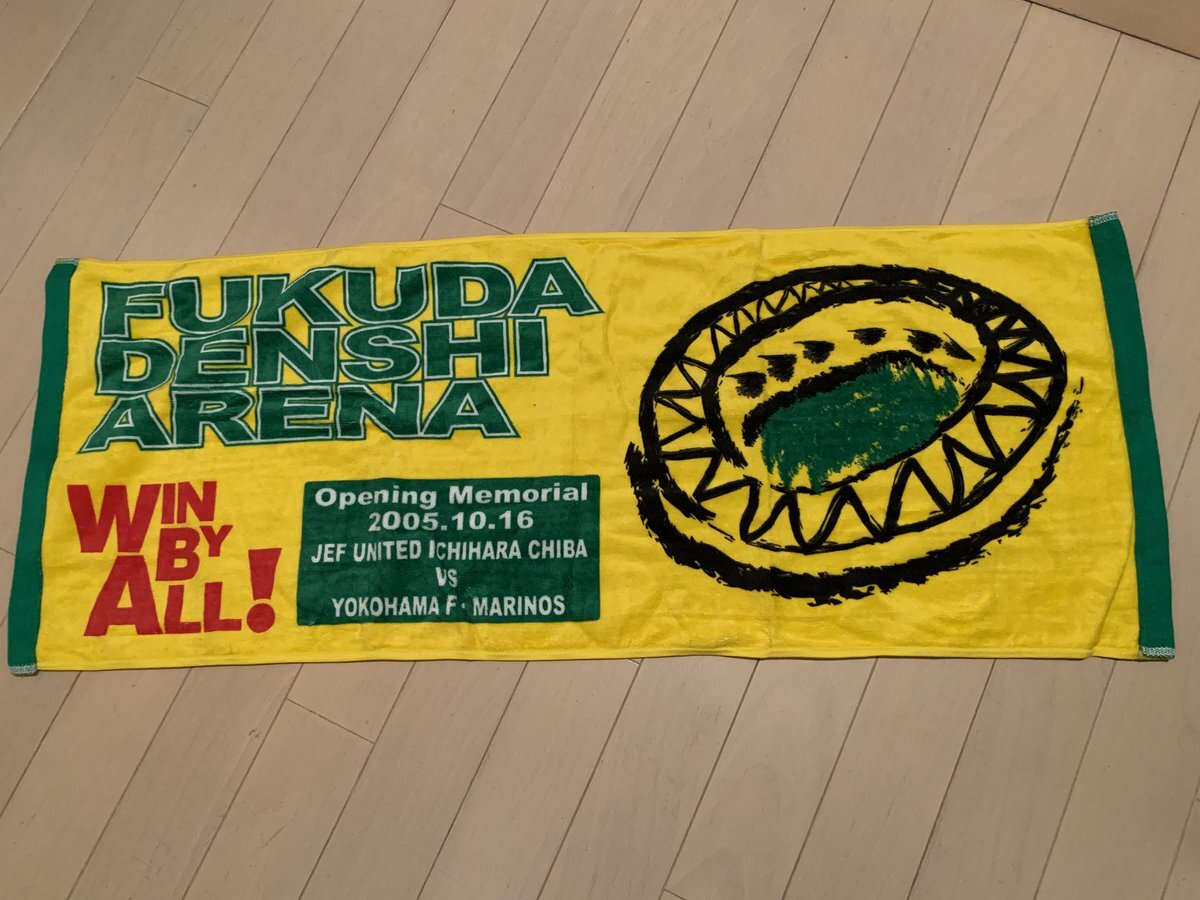 FUKUDA
DENSHI
ARENA
WIN
BY
ALL!
Opening Memorial
2005.10.16
JEF UNITED ICHIHARA CHIBA
VS
YOKOHAMA F・MARINOS